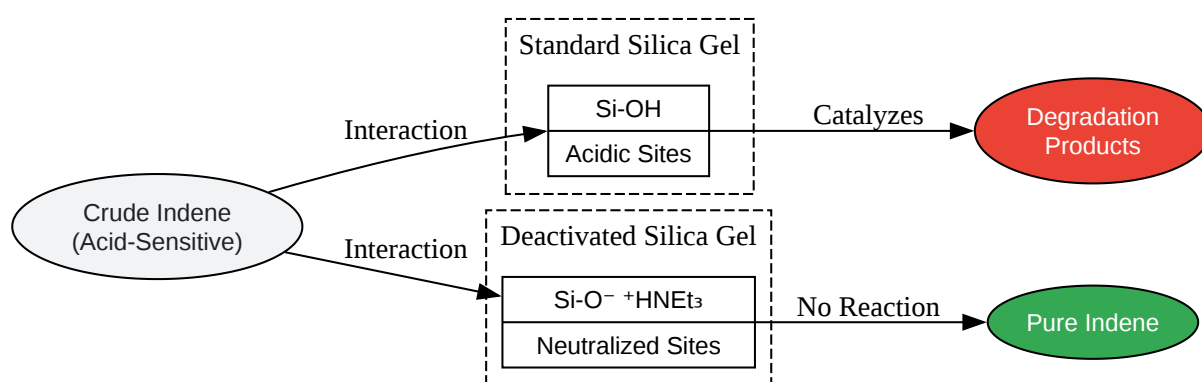 Standard Silica Gel
Si-OH
Acidic Sites
Interaction
Catalyzes
Degradation
Products
Crude Indene
(Acid-Sensitive)
Interaction
Deactivated Silica Gel
Si-O⁻ ⁺HNEt₃
Neutralized Sites
No Reaction
Pure Indene